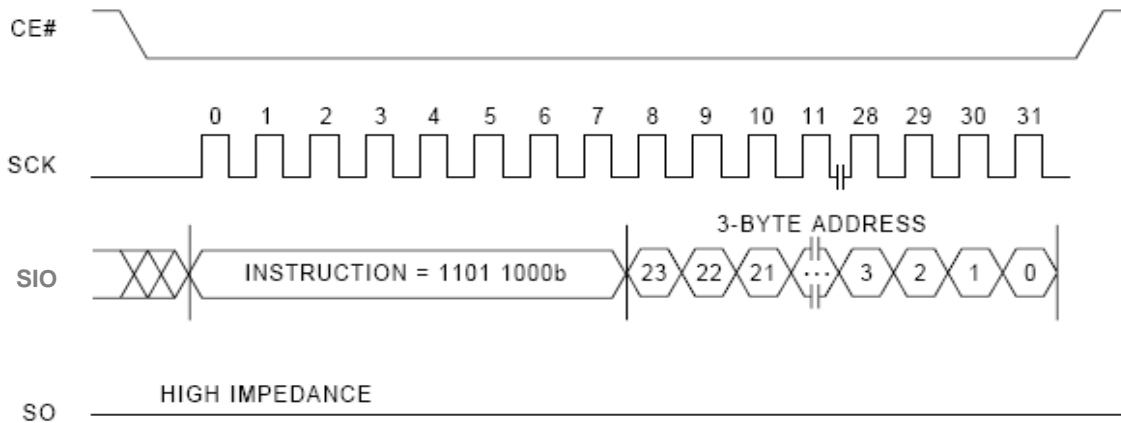 CE#
0 1 2 3 4 5 6 7 8 9 10 11 28 29 30 31
SCK
3-BYTE ADDRESS
SIO INSTRUCTION = 1101 1000b 23 22 21 ... 3 2 1 0
HIGH IMPEDANCE
SO